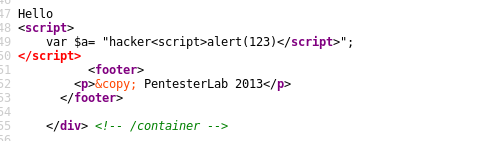 47 Hello
48 <script>
49 var $a= "hacker<script>alert(123)</script>";
50 </script>
51 <footer>
52 <p>&copy; PentesterLab 2013</p>
53 </footer>
54
55 </div> <!-- /container -->
56